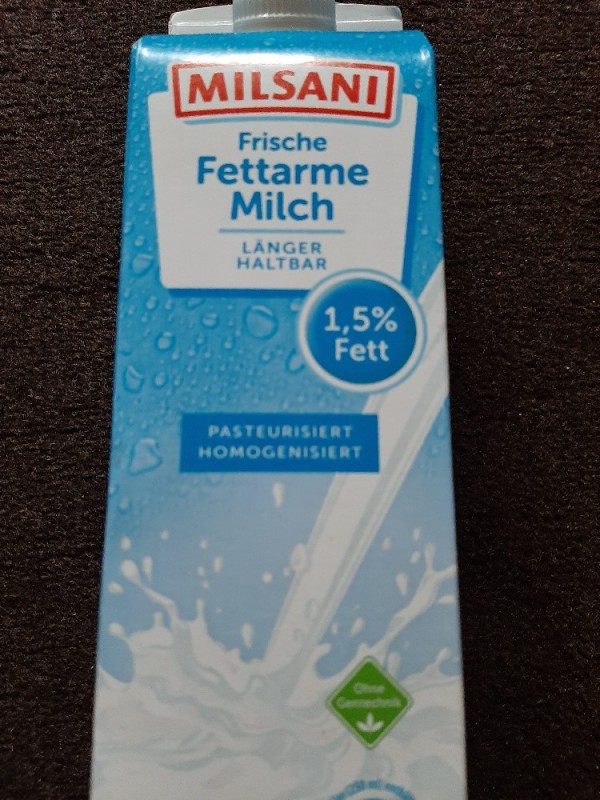 MILSANI
Frische
Fettarme
Milch
LÄNGER
HALTBAR
1,5%
Fett
PASTEURISIERT
HOMOGENISIERT
Ohne
Gentechnik